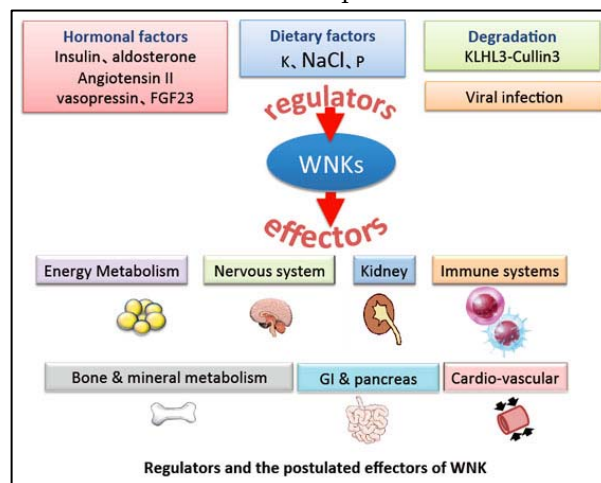 Hormonal factors
Insulin、aldosterone
Angiotensin II
vasopressin、FGF23
Dietary factors
K、NaCl、P
Degradation
KLHL3-Cullin3
Viral infection
regulators
WNKs
effectors
Energy Metabolism
Nervous system
Kidney
Immune systems
Bone & mineral metabolism
GI & pancreas
Cardio-vascular
Regulators and the postulated effectors of WNK